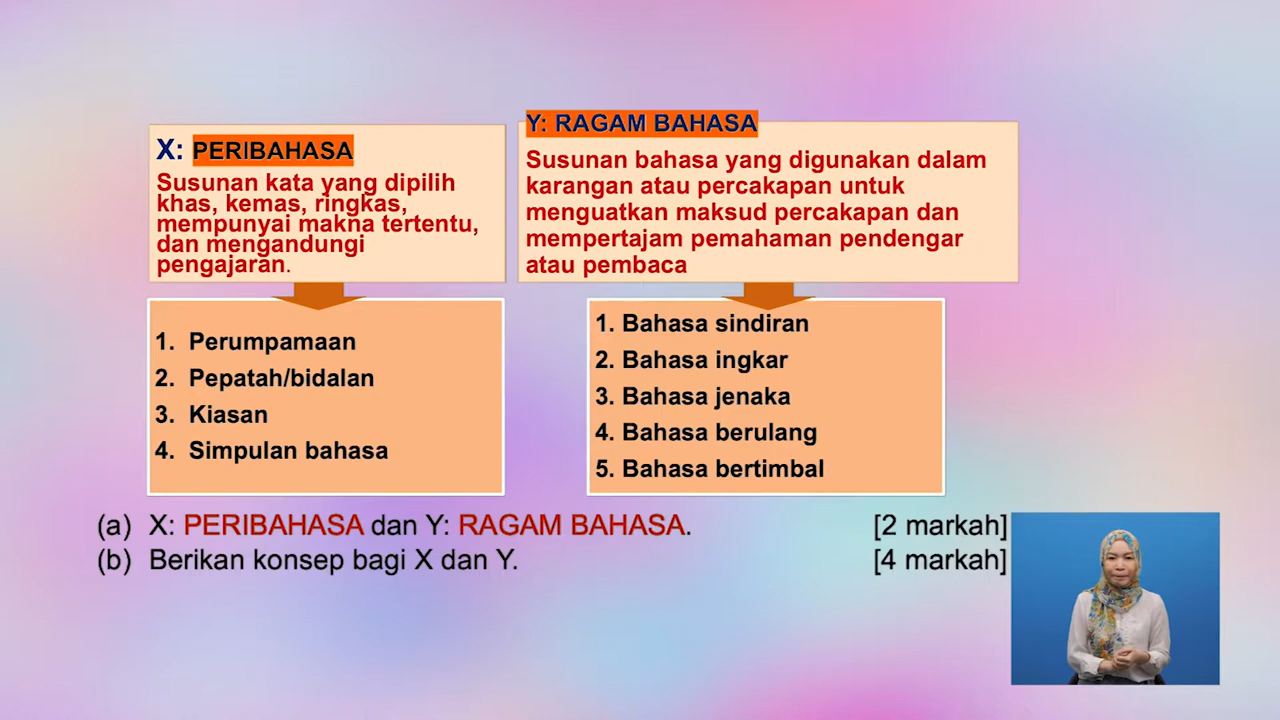 X: PERIBAHASA
Susunan kata yang dipilih
khas, kemas, ringkas,
mempunyai makna tertentu,
dan mengandungi
pengajaran.
Y: RAGAM BAHASA
Susunan bahasa yang digunakan dalam
karangan atau percakapan untuk
menguatkan maksud percakapan dan
mempertajam pemahaman pendengar
atau pembaca
1. Perumpamaan
2. Pepatah/bidalan
3. Kiasan
4. Simpulan bahasa
1. Bahasa sindiran
2. Bahasa ingkar
3. Bahasa jenaka
4. Bahasa berulang
5. Bahasa bertimbal
(a) X: PERIBAHASA dan Y: RAGAM BAHASA. [2 markah]
(b) Berikan konsep bagi X dan Y. [4 markah]